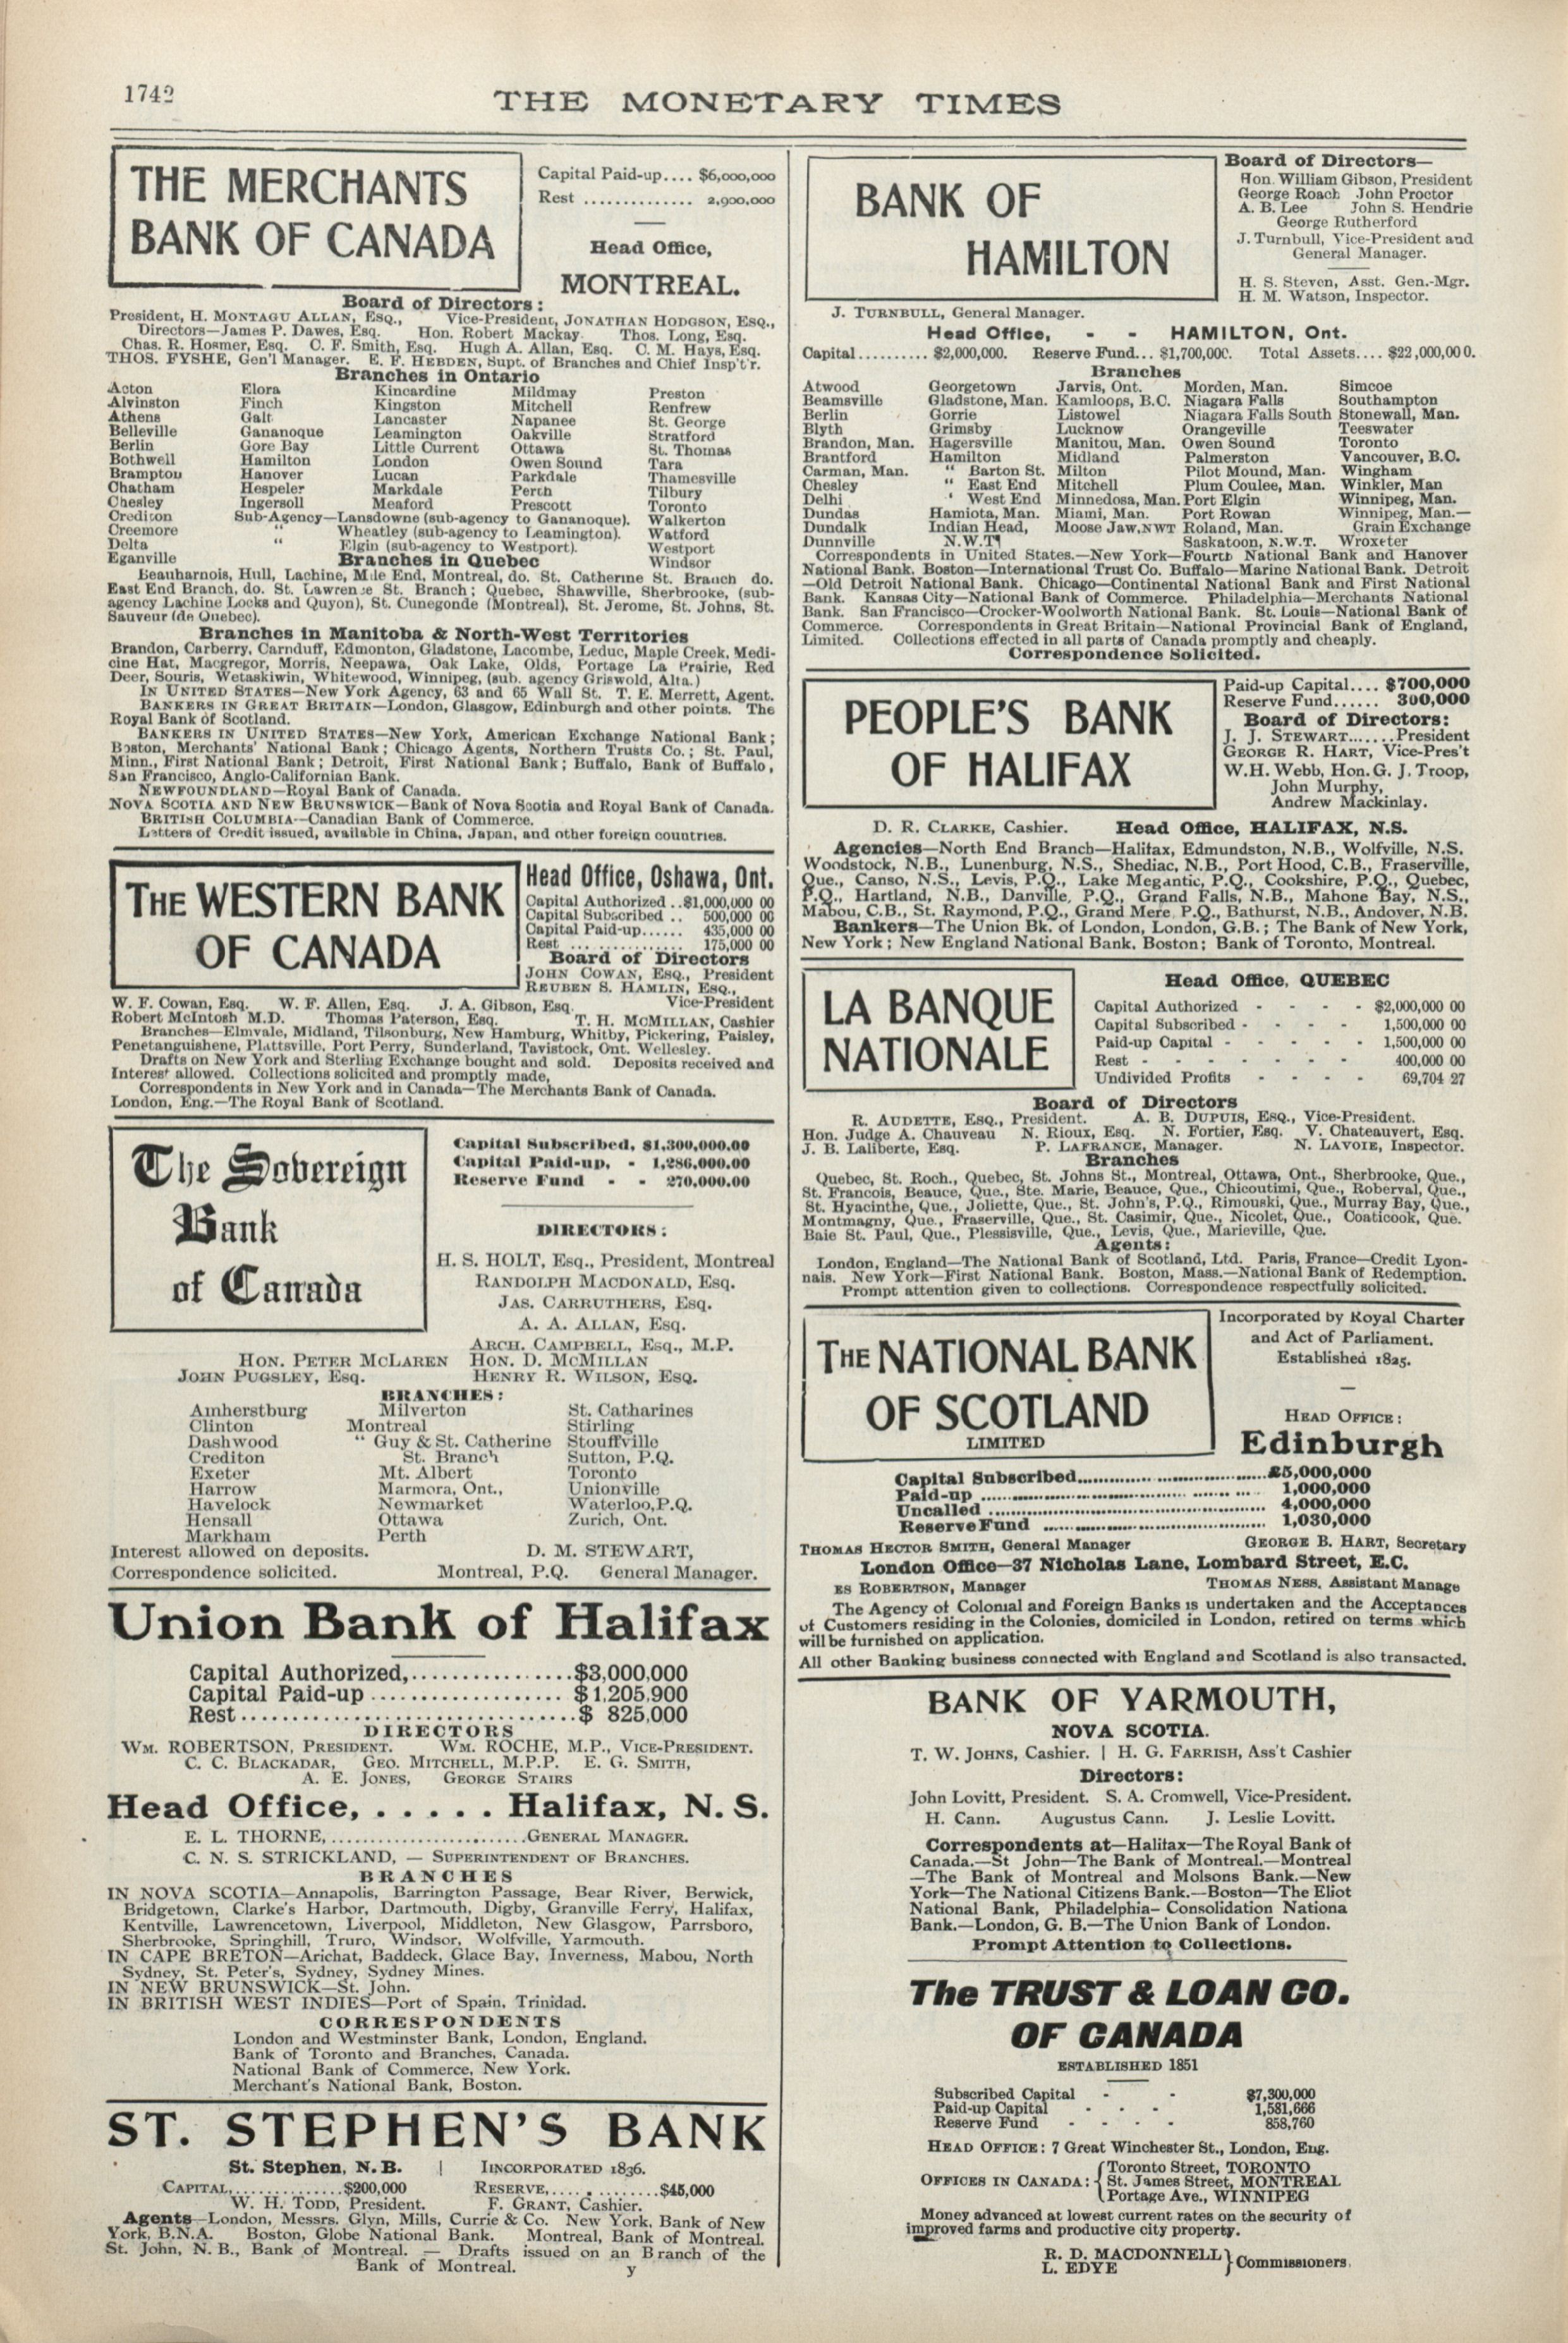 1742
THE MONETARY TIMES
THE MERCHANTS
BANK OF CANADA
Capital Paid-up.... $6,000,000
Rest .............. 2,900,000
Head Office,
MONTREAL.
Board of Directors:
President, H. MONTAGU ALLAN, ESQ., Vice-President, JONATHAN HODGSON, ESQ.,
Directors—James P. Dawes, Esq. Hon. Robert Mackay. Thos. Long, Esq.
Chas. R. Hosmer, Esq. C. F. Smith, Esq. Hugh A. Allan, Esq. C. M. Hays, Esq.
THOS. FYSHE, Gen'l Manager. E. F. HEBDEN, Supt. of Branches and Chief Insp't'r.
Branches in Ontario
Acton Elora Kincardine Mildmay Preston
Alvinston Finch Kingston Mitchell Renfrew
Athens Galt Lancaster Napanee St. George
Belleville Gananoque Leamington Oakville Stratford
Berlin Gore Bay Little Current Ottawa St. Thomas
Bothwell Hamilton London Owen Sound Tara
Brampton Hanover Lucan Parkdale Thamesville
Chatham Hespeler Markdale Perth Tilbury
Chesley Ingersoll Meaford Prescott Toronto
Crediton Sub-Agency—Lansdowne (sub-agency to Gananoque). Walkerton
Creemore " Wheatley (sub-agency to Leamington). Watford
Delta " Elgin (sub-agency to Westport). Westport
Eganville Branches in Quebec Windsor
Beauharnois, Hull, Lachine, Mile End, Montreal, do. St. Catherine St. Branch do.
East End Branch, do. St. Lawrence St. Branch; Quebec, Shawville, Sherbrooke, (sub-
agency Lachine Locks and Quyon), St. Cunegonde (Montreal), St. Jerome, St. Johns, St.
Sauveur (de Quebec).
Branches in Manitoba & North-West Territories
Brandon, Carberry, Carnduff, Edmonton, Gladstone, Lacombe, Leduc, Maple Creek, Medi-
cine Hat, Macgregor, Morris, Neepawa, Oak Lake, Olds, Portage La Prairie, Red
Deer, Souris, Wetaskiwin, Whitewood, Winnipeg, (sub. agency Griswold, Alta.)
IN UNITED STATES—New York Agency, 63 and 65 Wall St. T. E. Merrett, Agent.
BANKERS IN GREAT BRITAIN—London, Glasgow, Edinburgh and other points. The
Royal Bank of Scotland.
BANKERS IN UNITED STATES—New York, American Exchange National Bank;
Boston, Merchants' National Bank; Chicago Agents, Northern Trusts Co.; St. Paul,
Minn., First National Bank; Detroit, First National Bank; Buffalo, Bank of Buffalo,
San Francisco, Anglo-Californian Bank.
NEWFOUNDLAND—Royal Bank of Canada.
NOVA SCOTIA AND NEW BRUNSWICK—Bank of Nova Scotia and Royal Bank of Canada.
BRITISH COLUMBIA—Canadian Bank of Commerce.
Letters of Credit issued, available in China, Japan, and other foreign countries.
THE WESTERN BANK
OF CANADA
Head Office, Oshawa, Ont.
Capital Authorized ..$1,000,000 00
Capital Subscribed .. 500,000 00
Capital Paid-up...... 435,000 00
Rest ............... 175,000 00
Board of Directors
JOHN COWAN, ESQ., President
REUBEN S. HAMLIN, ESQ.,
Vice-President
W. F. Cowan, Esq. W. F. Allen, Esq. J. A. Gibson, Esq.
Robert McIntosh M.D. Thomas Paterson, Esq. T. H. MCMILLAN, Cashier
Branches—Elmvale, Midland, Tilsonburg, New Hamburg, Whitby, Pickering, Paisley,
Penetanguishene, Plattsville, Port Perry, Sunderland, Tavistock, Ont. Wellesley.
Drafts on New York and Sterling Exchange bought and sold. Deposits received and
Interest allowed. Collections solicited and promptly made,
Correspondents in New York and in Canada—The Merchants Bank of Canada.
London, Eng.—The Royal Bank of Scotland.
The Sovereign
Bank
of Canada
Capital Subscribed, $1,300,000.00
Capital Paid-up, - 1,286,000.00
Reserve Fund - - 270,000.00
DIRECTORS:
H. S. HOLT, Esq., President, Montreal
RANDOLPH MACDONALD, Esq.
JAS. CARRUTHERS, Esq.
A. A. ALLAN, Esq.
ARCH. CAMPBELL, Esq., M.P.
HON. PETER MCLAREN HON. D. MCMILLAN
JOHN PUGSLEY, Esq. HENRY R. WILSON, Esq.
BRANCHES:
Amherstburg Milverton St. Catharines
Clinton Montreal Stirling
Dashwood " Guy & St. Catherine Stouffville
Crediton St. Branch Sutton, P.Q.
Exeter Mt. Albert Toronto
Harrow Marmora, Ont., Unionville
Havelock Newmarket Waterloo, P.Q.
Hensall Ottawa Zurich, Ont.
Markham Perth
Interest allowed on deposits. D. M. STEWART,
Correspondence solicited. Montreal, P.Q. General Manager.
Union Bank of Halifax
Capital Authorized,................$3,000,000
Capital Paid-up ................... $1,205,900
Rest.................................$ 825,000
DIRECTORS
WM. ROBERTSON, PRESIDENT. WM. ROCHE, M.P., VICE-PRESIDENT.
C. C. BLACKADAR, GEO. MITCHELL, M.P.P. E. G. SMITH,
A. E. JONES, GEORGE STAIRS
Head Office, . . . . . Halifax, N. S.
E. L. THORNE,..........................GENERAL MANAGER.
C. N. S. STRICKLAND, — SUPERINTENDENT OF BRANCHES.
BRANCHES
IN NOVA SCOTIA—Annapolis, Barrington Passage, Bear River, Berwick,
Bridgetown, Clarke's Harbor, Dartmouth, Digby, Granville Ferry, Halifax,
Kentville, Lawrencetown, Liverpool, Middleton, New Glasgow, Parrsboro,
Sherbrooke, Springhill, Truro, Windsor, Wolfville, Yarmouth.
IN CAPE BRETON—Arichat, Baddeck, Glace Bay, Inverness, Mabou, North
Sydney, St. Peter's, Sydney, Sydney Mines.
IN NEW BRUNSWICK—St. John.
IN BRITISH WEST INDIES—Port of Spain, Trinidad.
CORRESPONDENTS
London and Westminster Bank, London, England.
Bank of Toronto and Branches, Canada.
National Bank of Commerce, New York.
Merchant's National Bank, Boston.
ST. STEPHEN'S BANK
St. Stephen, N. B. | IINCORPORATED 1836.
CAPITAL,..............$200,000 RESERVE,..............$45,000
W. H. TODD, President. F. GRANT, Cashier.
Agents—London, Messrs. Glyn, Mills, Currie & Co. New York, Bank of New
York, B.N.A. Boston, Globe National Bank. Montreal, Bank of Montreal.
St. John, N. B., Bank of Montreal. — Drafts issued on an Branch of the
Bank of Montreal. y
BANK OF
HAMILTON
Board of Directors—
Hon. William Gibson, President
George Roach John Proctor
A. B. Lee John S. Hendrie
George Rutherford
J. Turnbull, Vice-President and
General Manager.
H. S. Steven, Asst. Gen.-Mgr.
H. M. Watson, Inspector.
J. TURNBULL, General Manager.
Head Office, - - HAMILTON, Ont.
Capital.......... $2,000,000. Reserve Fund... $1,700,000. Total Assets.... $22,000,000.
Branches
Atwood Georgetown Jarvis, Ont. Morden, Man. Simcoe
Beamsville Gladstone, Man. Kamloops, B.C. Niagara Falls Southampton
Berlin Gorrie Listowel Niagara Falls South Stonewall, Man.
Blyth Grimsby Lucknow Orangeville Teeswater
Brandon, Man. Hagersville Manitou, Man. Owen Sound Toronto
Brantford Hamilton Midland Palmerston Vancouver, B.C.
Carman, Man. " Barton St. Milton Pilot Mound, Man. Wingham
Chesley " East End Mitchell Plum Coulee, Man. Winkler, Man
Delhi ' West End Minnedosa, Man. Port Elgin Winnipeg, Man.
Dundas Hamiota, Man. Miami, Man. Port Rowan Winnipeg, Man.—
Dundalk Indian Head, Moose Jaw, NWT Roland, Man. Grain Exchange
Dunnville N.W.T Saskatoon, N.W.T. Wroxeter
Correspondents in United States.—New York—Fourth National Bank and Hanover
National Bank. Boston—International Trust Co. Buffalo—Marine National Bank. Detroit
—Old Detroit National Bank. Chicago—Continental National Bank and First National
Bank. Kansas City—National Bank of Commerce. Philadelphia—Merchants National
Bank. San Francisco—Crocker-Woolworth National Bank. St. Louis—National Bank of
Commerce. Correspondents in Great Britain—National Provincial Bank of England,
Limited. Collections effected in all parts of Canada promptly and cheaply.
Correspondence Solicited.
PEOPLE'S BANK
OF HALIFAX
Paid-up Capital.... $700,000
Reserve Fund...... 300,000
Board of Directors:
J. J. STEWART.......President
GEORGE R. HART, Vice-Pres't
W.H. Webb, Hon. G. J. Troop,
John Murphy,
Andrew Mackinlay.
D. R. CLARKE, Cashier. Head Office, HALIFAX, N.S.
Agencies—North End Branch—Halifax, Edmundston, N.B., Wolfville, N.S.
Woodstock, N.B., Lunenburg, N.S., Shediac, N.B., Port Hood, C.B., Fraserville,
Que., Canso, N.S., Levis, P.Q., Lake Megantic, P.Q., Cookshire, P.Q., Quebec,
P.Q., Hartland, N.B., Danville, P.Q., Grand Falls, N.B., Mahone Bay, N.S.,
Mabou, C.B., St. Raymond, P.Q., Grand Mere, P.Q., Bathurst, N.B., Andover, N.B.
Bankers—The Union Bk. of London, London, G.B.; The Bank of New York,
New York; New England National Bank, Boston; Bank of Toronto, Montreal.
LA BANQUE
NATIONALE
Head Office, QUEBEC
Capital Authorized - - - - $2,000,000 00
Capital Subscribed - - - - 1,500,000 00
Paid-up Capital - - - - - 1,500,000 00
Rest - - - - - - - 400,000 00
Undivided Profits - - - - 69,704 27
Board of Directors
R. AUDETTE, ESQ., President. A. B. DUPUIS, ESQ., Vice-President.
Hon. Judge A. Chauveau N. Rioux, Esq. N. Fortier, Esq. V. Chateauvert, Esq.
J. B. Laliberte, Esq. P. LAFRANCE, Manager. N. LAVOIE, Inspector.
Branches
Quebec, St. Roch., Quebec, St. Johns St., Montreal, Ottawa, Ont., Sherbrooke, Que.,
St. Francois, Beauce, Que., Ste. Marie, Beauce, Que., Chicoutimi, Que., Roberval, Que.,
St. Hyacinthe, Que., Joliette, Que., St. John's, P.Q., Rimouski, Que., Murray Bay, Que.,
Montmagny, Que., Fraserville, Que., St. Casimir, Que., Nicolet, Que., Coaticook, Que.
Baie St. Paul, Que., Plessisville, Que., Levis, Que., Marieville, Que.
Agents:
London, England—The National Bank of Scotland, Ltd. Paris, France—Credit Lyon-
nais. New York—First National Bank. Boston, Mass.—National Bank of Redemption.
Prompt attention given to collections. Correspondence respectfully solicited.
THE NATIONAL BANK
OF SCOTLAND
LIMITED
Incorporated by Royal Charter
and Act of Parliament.
Established 1825.
HEAD OFFICE:
Edinburgh
Capital Subscribed..................................£5,000,000
Paid-up ................................................ 1,000,000
Uncalled ............................................... 4,000,000
Reserve Fund ....................................... 1,030,000
THOMAS HECTOR SMITH, General Manager GEORGE B. HART, Secretary
London Office—37 Nicholas Lane, Lombard Street, E.C.
ES ROBERTSON, Manager THOMAS NESS, Assistant Manage
The Agency of Colonial and Foreign Banks is undertaken and the Acceptances
of Customers residing in the Colonies, domiciled in London, retired on terms which
will be furnished on application.
All other Banking business connected with England and Scotland is also transacted.
BANK OF YARMOUTH,
NOVA SCOTIA.
T. W. JOHNS, Cashier. | H. G. FARRISH, Ass't Cashier
Directors:
John Lovitt, President. S. A. Cromwell, Vice-President.
H. Cann. Augustus Cann. J. Leslie Lovitt.
Correspondents at—Halifax—The Royal Bank of
Canada.—St John—The Bank of Montreal.—Montreal
—The Bank of Montreal and Molsons Bank.—New
York—The National Citizens Bank.—Boston—The Eliot
National Bank, Philadelphia— Consolidation Nationa
Bank.—London, G. B.—The Union Bank of London.
Prompt Attention to Collections.
The TRUST & LOAN CO.
OF CANADA
ESTABLISHED 1851
Subscribed Capital - - $7,300,000
Paid-up Capital - - - 1,581,666
Reserve Fund - - - - 858,760
HEAD OFFICE: 7 Great Winchester St., London, Eng.
OFFICES IN CANADA: { Toronto Street, TORONTO
St. James Street, MONTREAL
Portage Ave., WINNIPEG
Money advanced at lowest current rates on the security of
improved farms and productive city property.
R. D. MACDONNELL } Commissioners.
L. EDYE